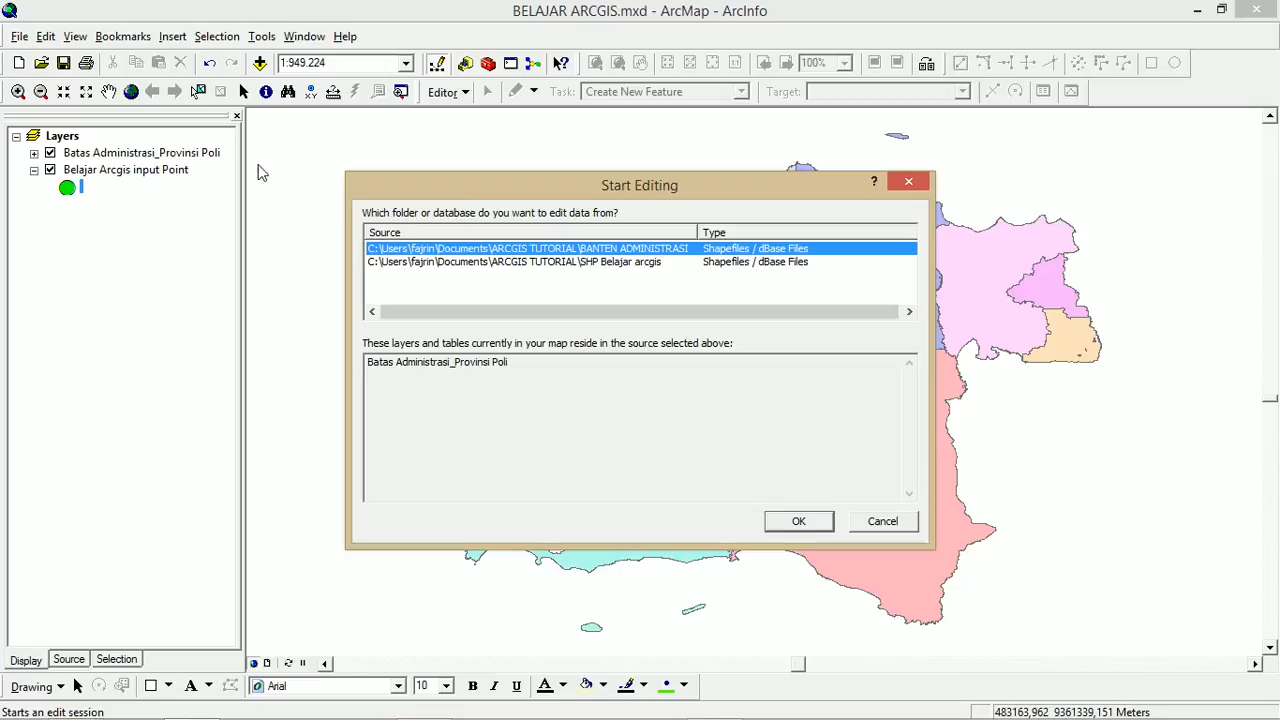 BELAJAR ARCGIS.mxd - ArcMap - ArcInfo
File Edit View Bookmarks Insert Selection Tools Window Help
1:949.224
100%
Editor Task: Create New Feature Target:
Layers
Batas Administrasi_Provinsi Poli
Belajar Arcgis input Point
Start Editing
Which folder or database do you want to edit data from?
Source Type
C:\Users\fajrin\Documents\ARCGIS TUTORIAL\BANTEN ADMINISTRASI Shapefiles / dBase Files
C:\Users\fajrin\Documents\ARCGIS TUTORIAL\SHP Belajar arcgis Shapefiles / dBase Files
These layers and tables currently in your map reside in the source selected above:
Batas Administrasi_Provinsi Poli
OK Cancel
Display Source Selection
Drawing A Arial 10 B I U A
Starts an edit session
483163,962 9361339,151 Meters